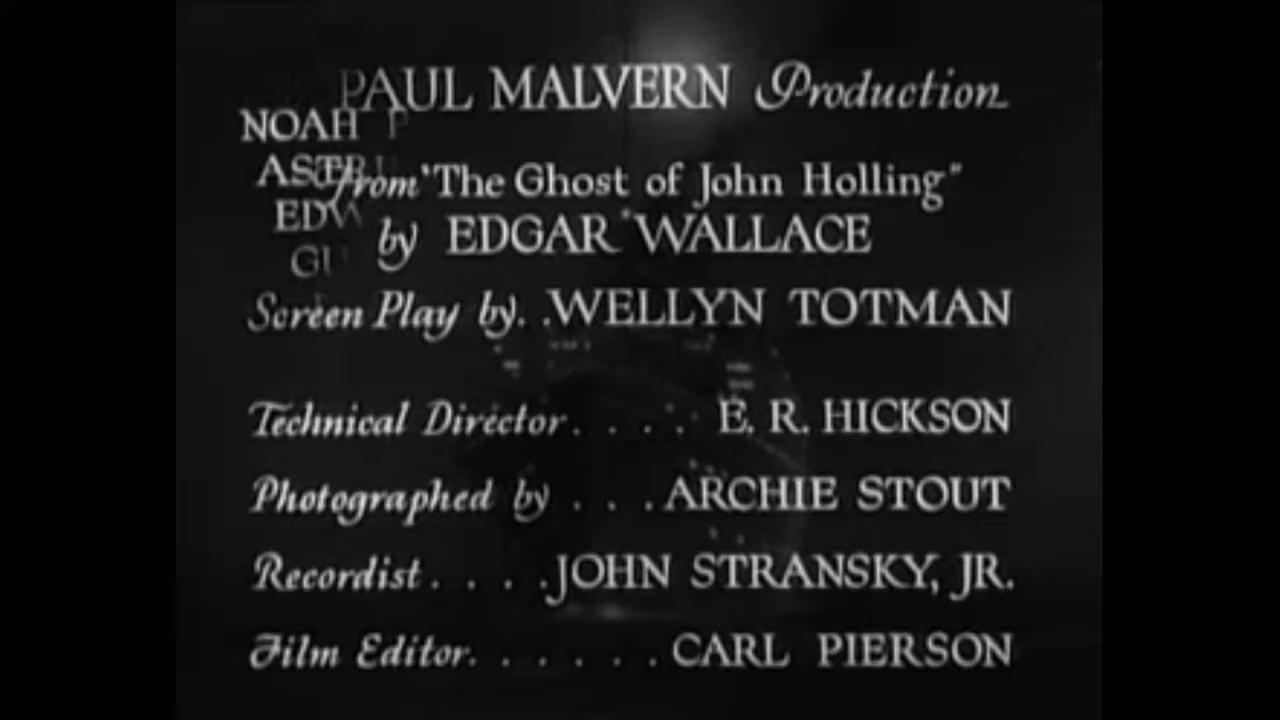 PAUL MALVERN Production
NOAH
from "The Ghost of John Holling"
by EDGAR WALLACE
Screen Play by. .WELLYN TOTMAN
Technical Director. . . . E. R. HICKSON
Photographed by . . .ARCHIE STOUT
Recordist. . . .JOHN STRANSKY, JR.
Film Editor. . . . . .CARL PIERSON